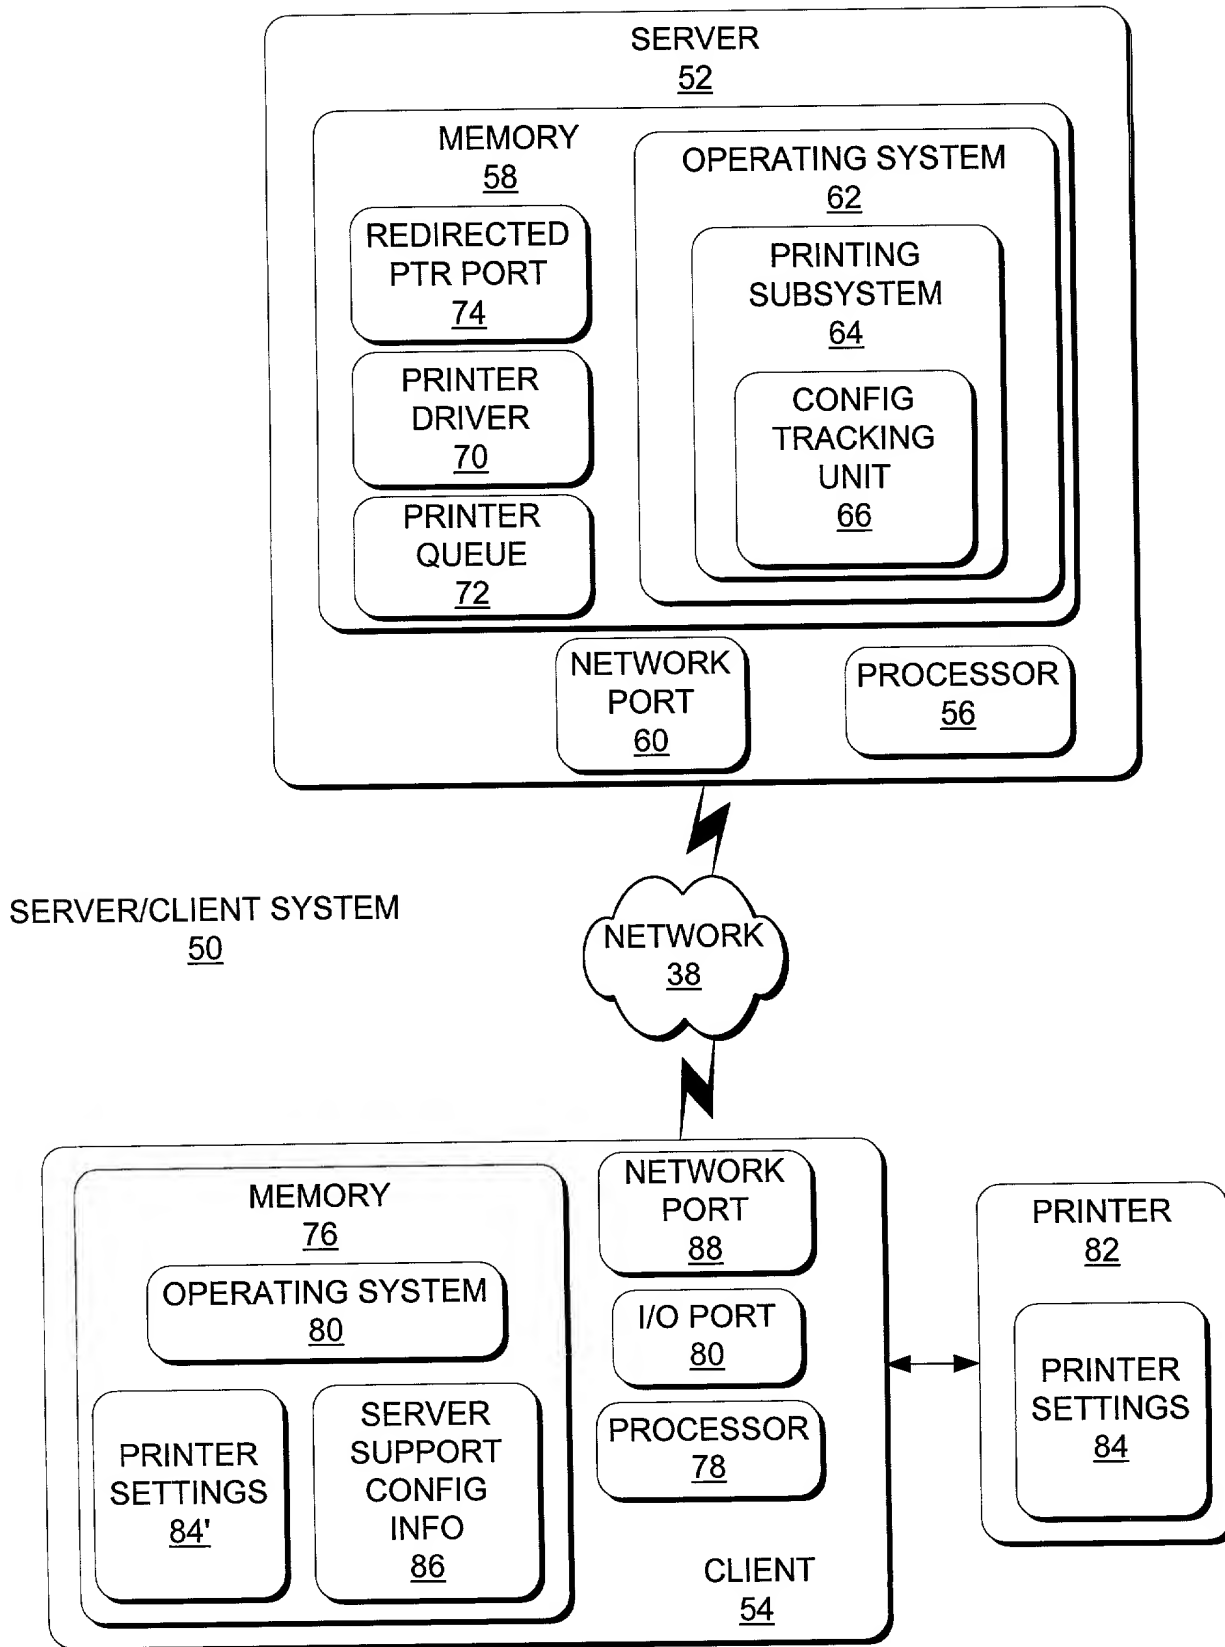 SERVER
52
MEMORY
58
REDIRECTED
PTR PORT
74
PRINTER
DRIVER
70
PRINTER
QUEUE
72
OPERATING SYSTEM
62
PRINTING
SUBSYSTEM
64
CONFIG
TRACKING
UNIT
66
NETWORK
PORT
60
PROCESSOR
56
SERVER/CLIENT SYSTEM
50
NETWORK
38
MEMORY
76
OPERATING SYSTEM
80
PRINTER
SETTINGS
84'
SERVER
SUPPORT
CONFIG
INFO
86
NETWORK
PORT
88
I/O PORT
80
PROCESSOR
78
CLIENT
54
PRINTER
82
PRINTER
SETTINGS
84